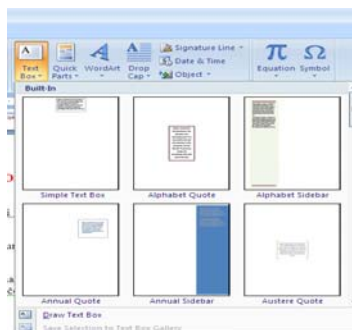 Signature Line
Date & Time
Object
Text Box
Quick Parts
WordArt
Drop Cap
Equation
Symbol
Built-In
Simple Text Box
Alphabet Quote
Alphabet Sidebar
Annual Quote
Annual Sidebar
Austere Quote
Draw Text Box
Save Selection to Text Box Gallery